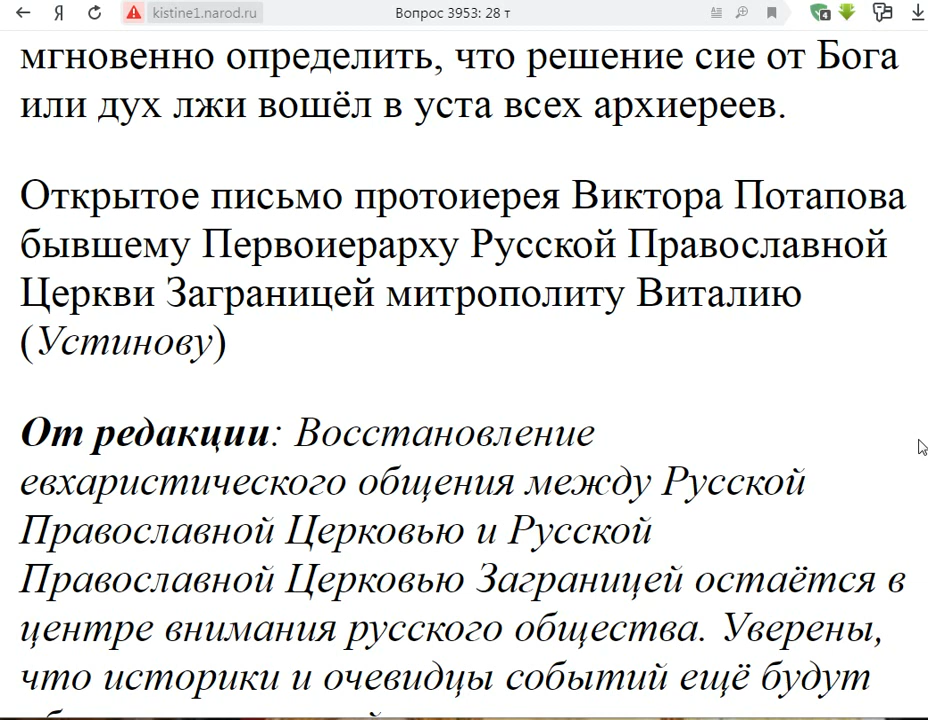 Я kistine1.narod.ru Вопрос 3953: 28 т 4
мгновенно определить, что решение сие от Бога
или дух лжи вошёл в уста всех архиереев.
Открытое письмо протоиерея Виктора Потапова
бывшему Первоиерарху Русской Православной
Церкви Заграницей митрополиту Виталию
(Устинову)
От редакции: Восстановление
евхаристического общения между Русской
Православной Церковью и Русской
Православной Церковью Заграницей остаётся в
центре внимания русского общества. Уверены,
что историки и очевидцы событий ещё будут